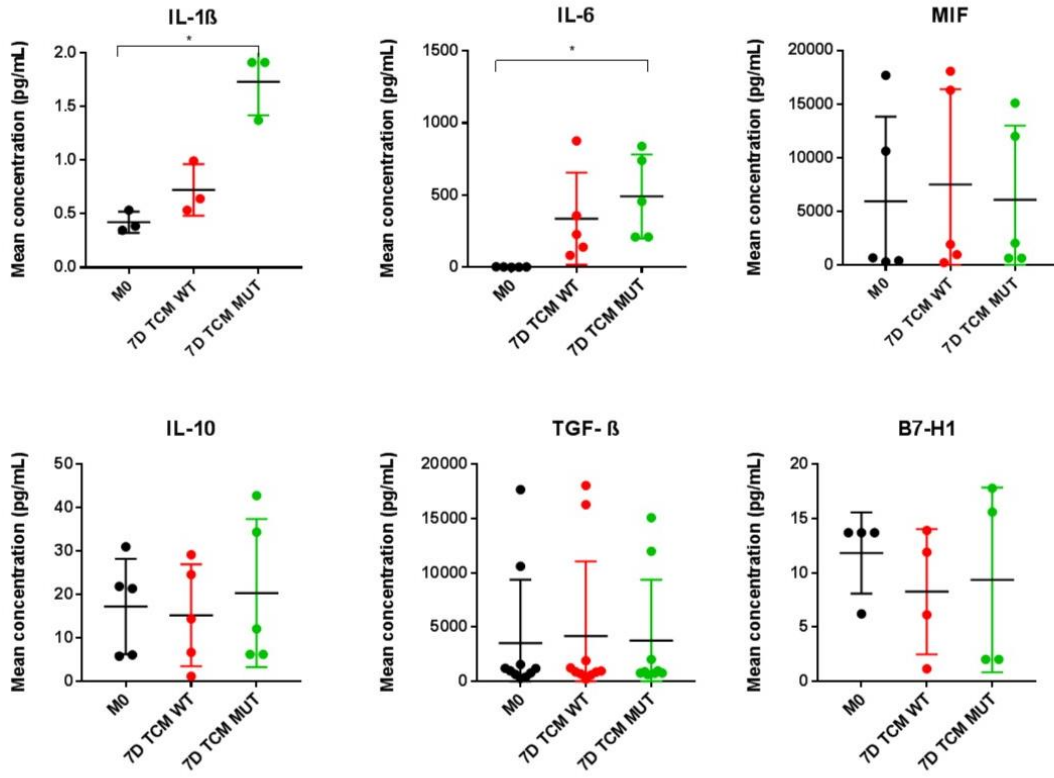 IL-1ß
Mean concentration (pg/mL)
2.0
1.5
1.0
0.5
0.0
*
M0
7D TCM WT
7D TCM MUT
IL-6
Mean concentration (pg/mL)
1500
1000
500
0
*
M0
7D TCM WT
7D TCM MUT
MIF
Mean concentration (pg/mL)
20000
15000
10000
5000
0
M0
7D TCM WT
7D TCM MUT
IL-10
Mean concentration (pg/mL)
50
40
30
20
10
0
M0
7D TCM WT
7D TCM MUT
TGF- ß
Mean concentration (pg/mL)
20000
15000
10000
5000
0
M0
7D TCM WT
7D TCM MUT
B7-H1
Mean concentration (pg/mL)
20
15
10
5
0
M0
7D TCM WT
7D TCM MUT